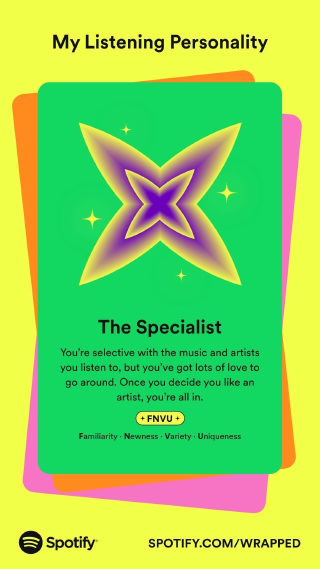 My Listening Personality
The Specialist
You're selective with the music and artists
you listen to, but you've got lots of love to
go around. Once you decide you like an
artist, you're all in.
FNVU
Familiarity · Newness · Variety · Uniqueness
Spotify
SPOTIFY.COM/WRAPPED